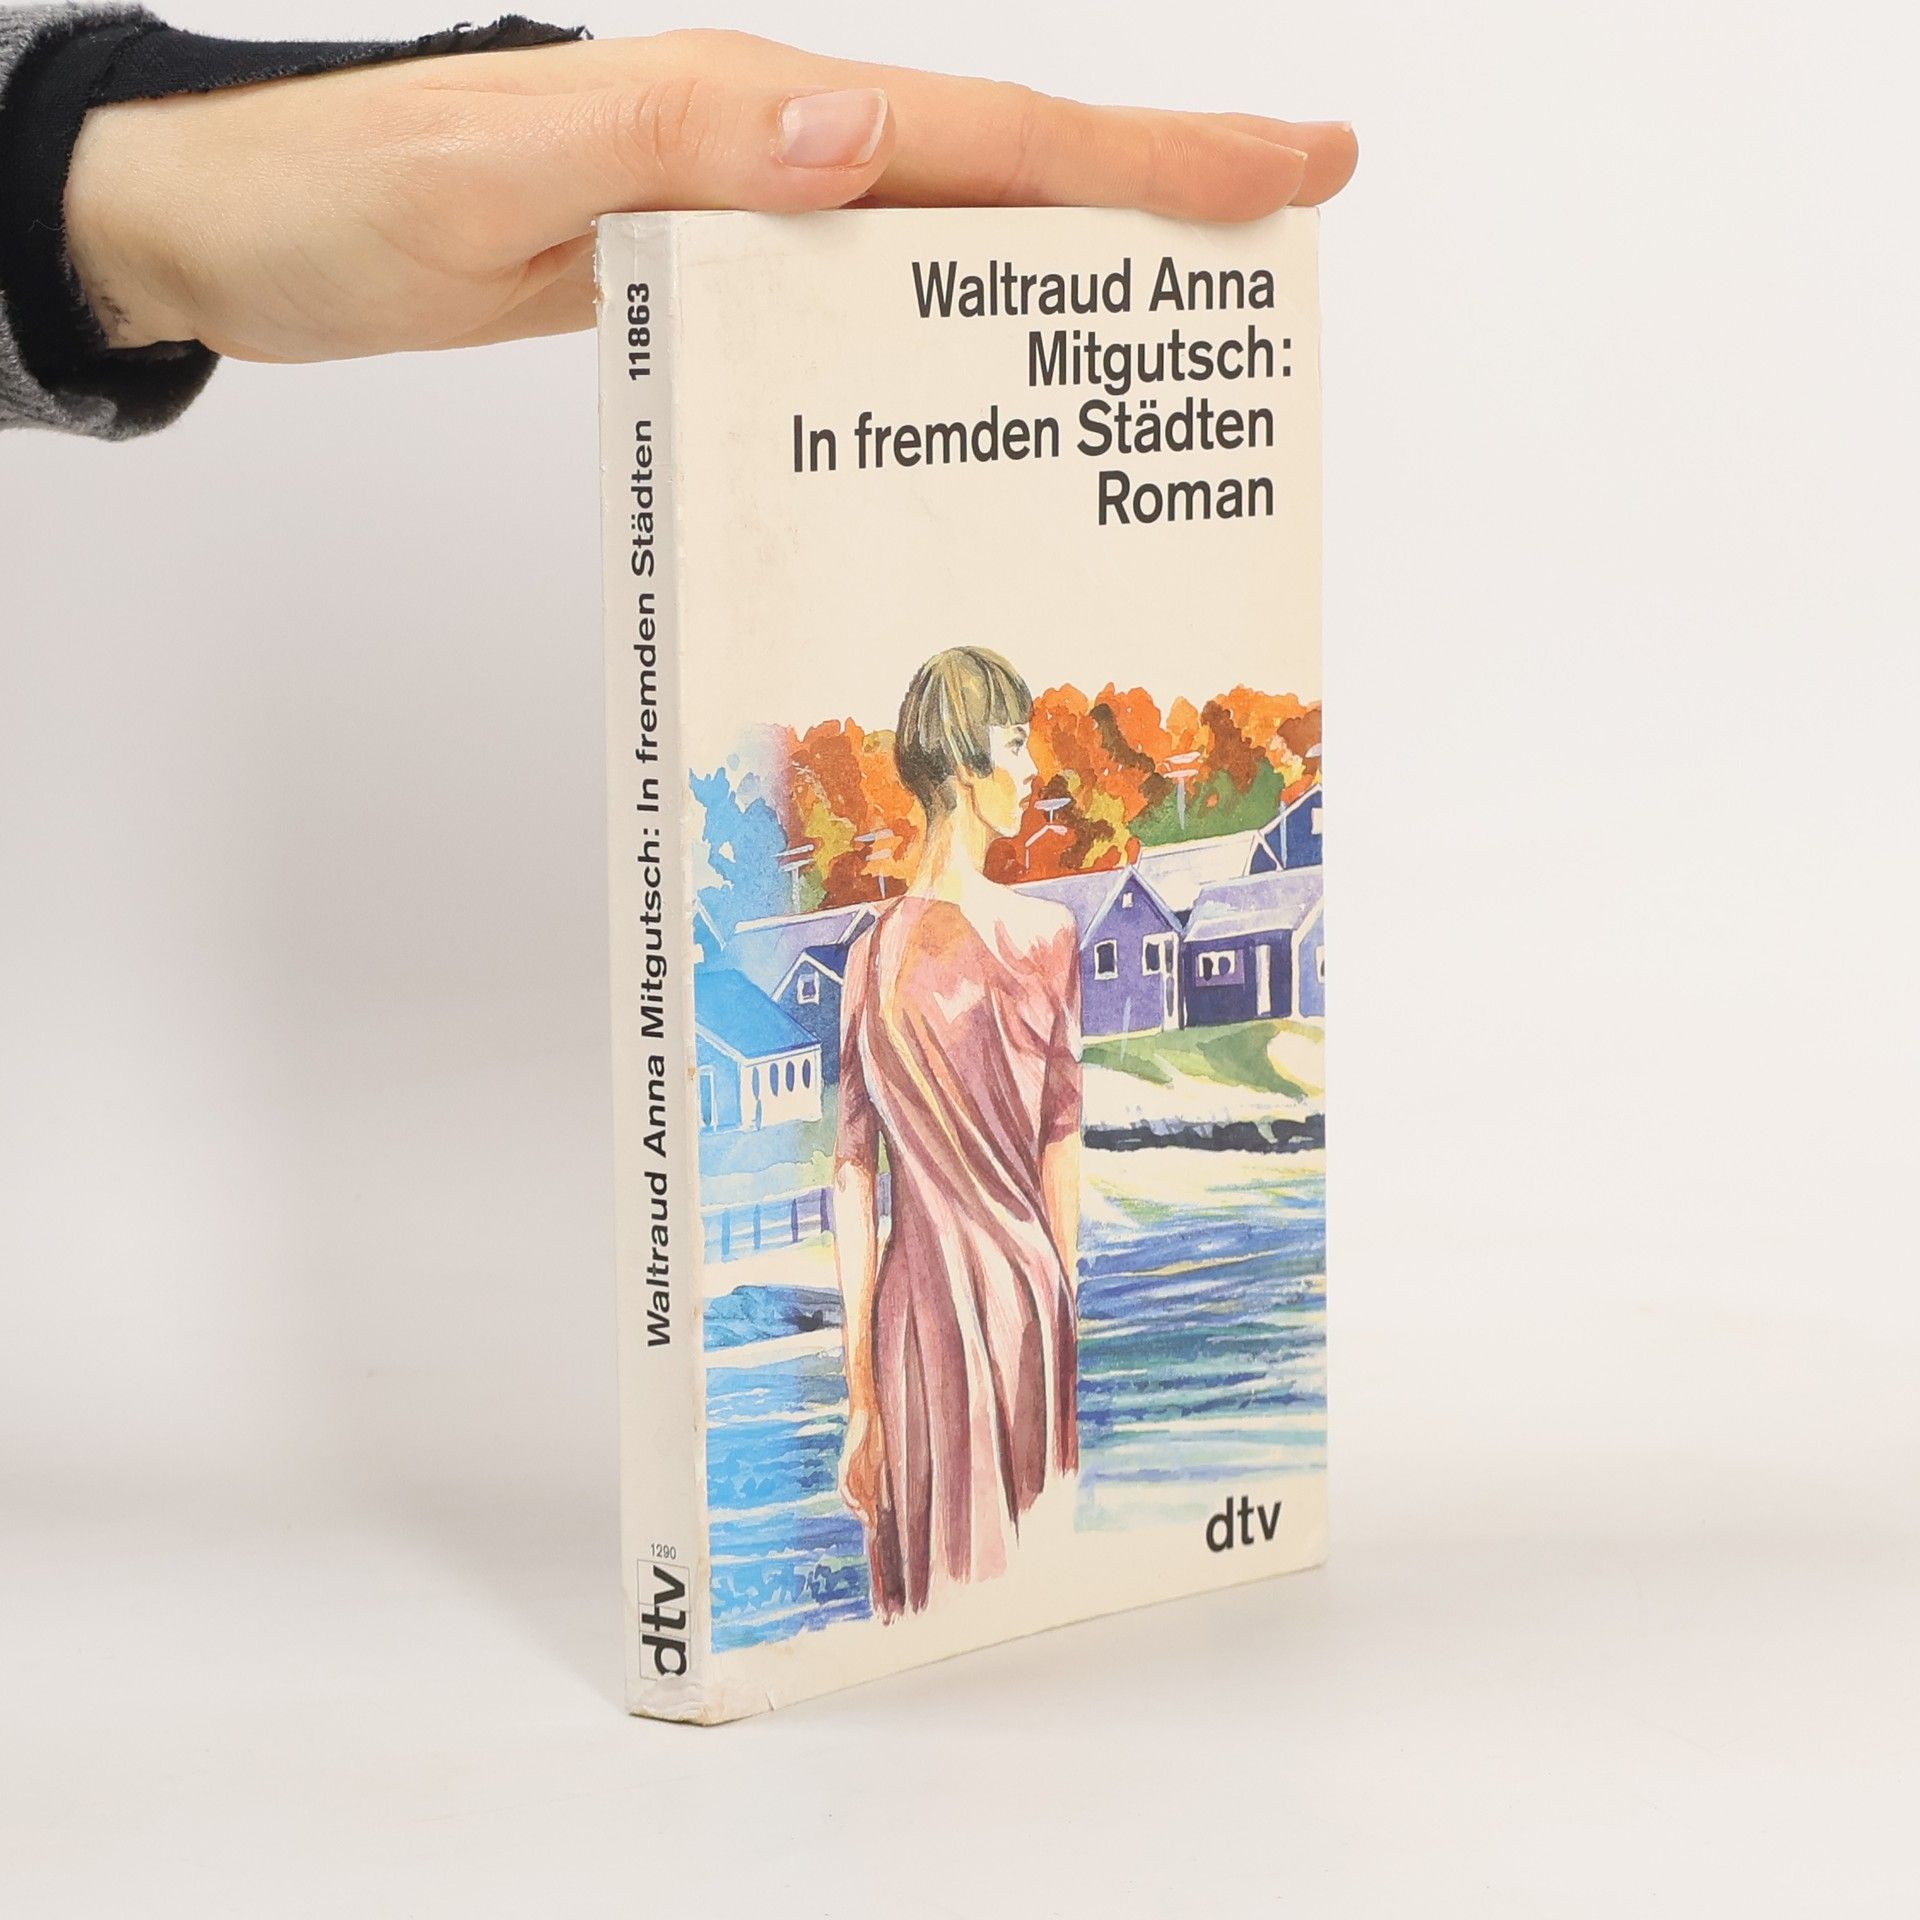 Waltraud Anna
Mitgutsch:
In fremden Städten
Roman
dtv
Waltraud Anna Mitgutsch: In fremden Städten 11863
1290
dtv